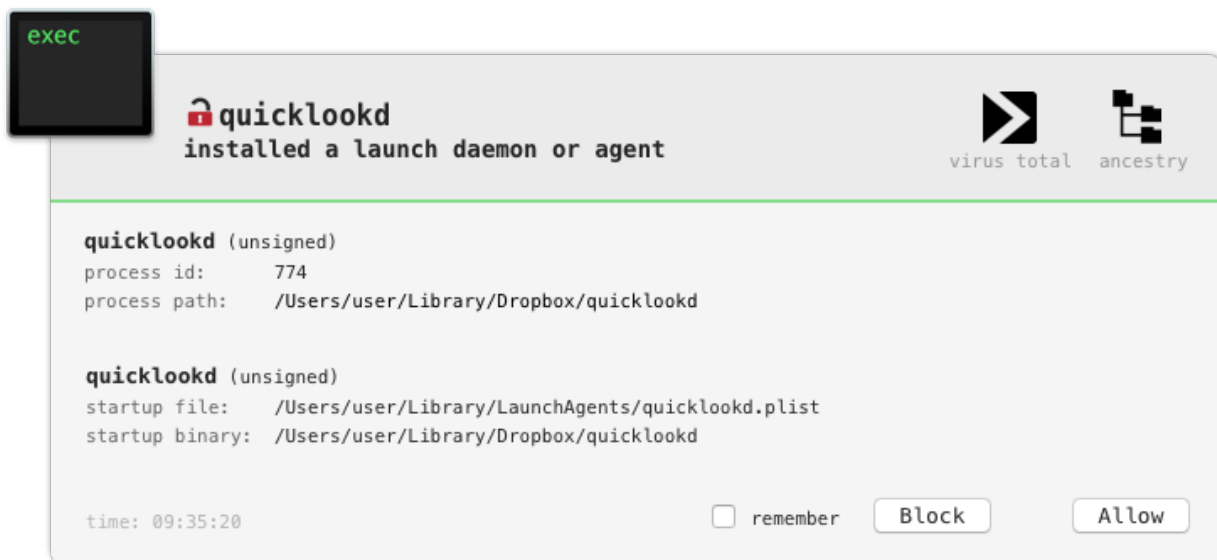 exec
quicklookd
installed a launch daemon or agent
virus total
ancestry
quicklookd (unsigned)
process id: 774
process path: /Users/user/Library/Dropbox/quicklookd
quicklookd (unsigned)
startup file: /Users/user/Library/LaunchAgents/quicklookd.plist
startup binary: /Users/user/Library/Dropbox/quicklookd
time: 09:35:20
remember
Block
Allow